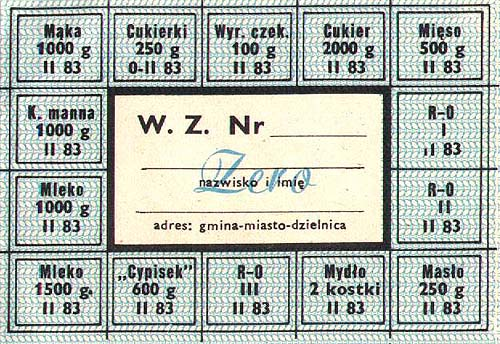 Mąka
1000 g
II 83
Cukierki
250 g
0-II 83
Wyr. czek.
100 g
II 83
Cukier
2000 g
II 83
Mięso
500 g
II 83
K. manna
1000 g
II 83
W. Z. Nr
Zero
nazwisko i imię
adres: gmina-miasto-dzielnica
R-O
I
II 83
Mleko
1000 g
II 83
R-O
II
II 83
Mleko
1500 g
II 83
„Cypisek”
600 g
II 83
R-O
III
II 83
Mydło
2 kostki
II 83
Masło
250 g
II 83